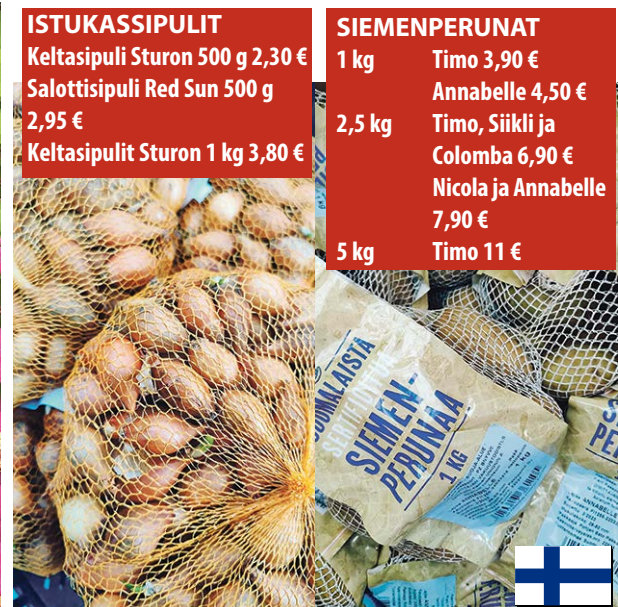 ISTUKASSIPULIT
Keltasipuli Sturon 500 g 2,30 €
Salottisipuli Red Sun 500 g
2,95 €
Keltasipulit Sturon 1 kg 3,80 €
SIEMENPERUNAT
1 kg Timo 3,90 €
Annabelle 4,50 €
2,5 kg Timo, Siikli ja
Colomba 6,90 €
Nicola ja Annabelle
7,90 €
5 kg Timo 11 €
SUOMALAISTA
SIEMEN-
PERUNAA
1 KG